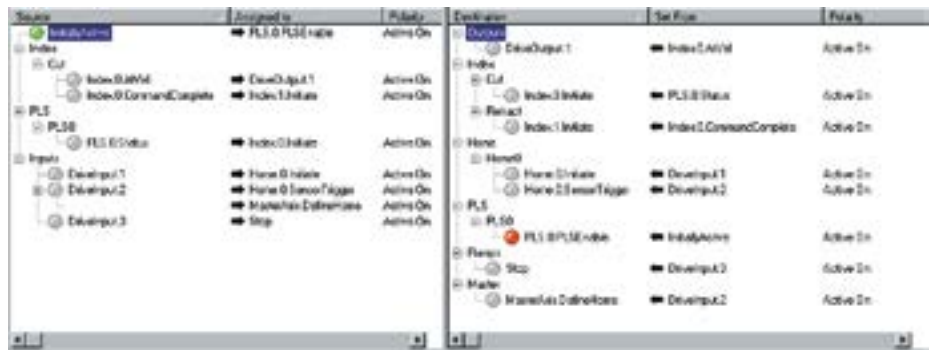 Source Assigned to Polarity
InitiallyActive PLS.0.PLSEnable Active On
Index
Cut
Index.0.AtVel DriveOutput.1 Active On
Index.0.CommandComplete Index.1.Initiate Active On
PLS
PLS0
PLS.0.Status Index.0.Initiate Active On
Inputs
DriveInput.1 Home.0.Initiate Active On
DriveInput.2 Home.0.SensorTrigger Active On
MasterAxis.DefineHome Active On
DriveInput.3 Stop Active On
Destination Set From Polarity
Outputs
DriveOutput.1 Index.0.AtVel Active On
Index
Cut
Index.0.Initiate PLS.0.Status Active On
Retract
Index.1.Initiate Index.0.CommandComplete Active On
Home
Home0
Home.0.Initiate DriveInput.1 Active On
Home.0.SensorTrigger DriveInput.2 Active On
PLS
PLS0
PLS.0.PLSEnable InitiallyActive Active On
Ramps
Stop DriveInput.3 Active On
Master
MasterAxis.DefineHome DriveInput.2 Active On